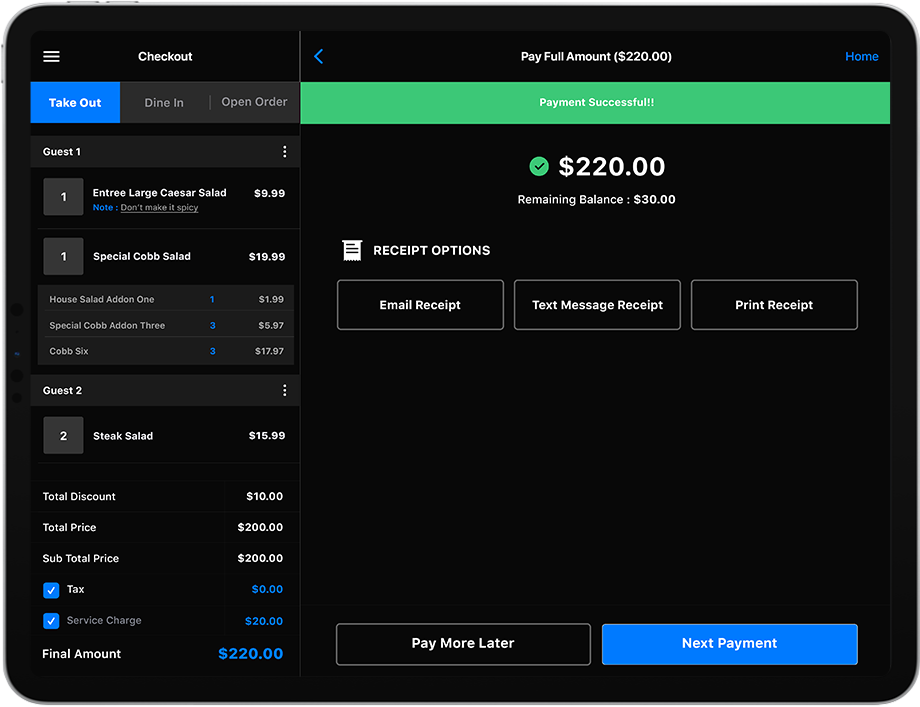 Checkout
Take Out
Dine In
Open Order
Guest 1
1
Entree Large Caesar Salad
$9.99
Note : Don't make it spicy
1
Special Cobb Salad
$19.99
House Salad Addon One 1 $1.99
Special Cobb Addon Three 3 $5.97
Cobb Six 3 $17.97
Guest 2
2
Steak Salad
$15.99
Total Discount $10.00
Total Price $200.00
Sub Total Price $200.00
Tax $0.00
Service Charge $20.00
Final Amount $220.00
Pay Full Amount ($220.00)
Home
Payment Successful!!
$220.00
Remaining Balance : $30.00
RECEIPT OPTIONS
Email Receipt
Text Message Receipt
Print Receipt
Pay More Later
Next Payment